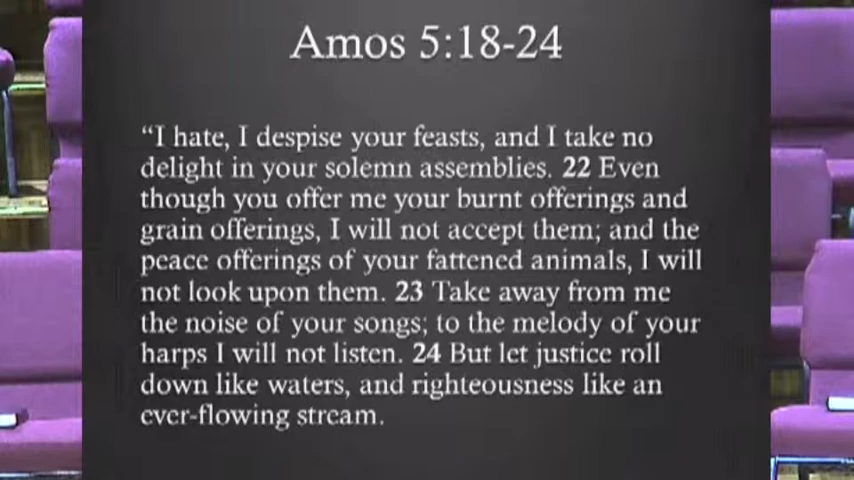 Amos 5:18-24
“I hate, I despise your feasts, and I take no
delight in your solemn assemblies. 22 Even
though you offer me your burnt offerings and
grain offerings, I will not accept them; and the
peace offerings of your fattened animals, I will
not look upon them. 23 Take away from me
the noise of your songs; to the melody of your
harps I will not listen. 24 But let justice roll
down like waters, and righteousness like an
ever-flowing stream.